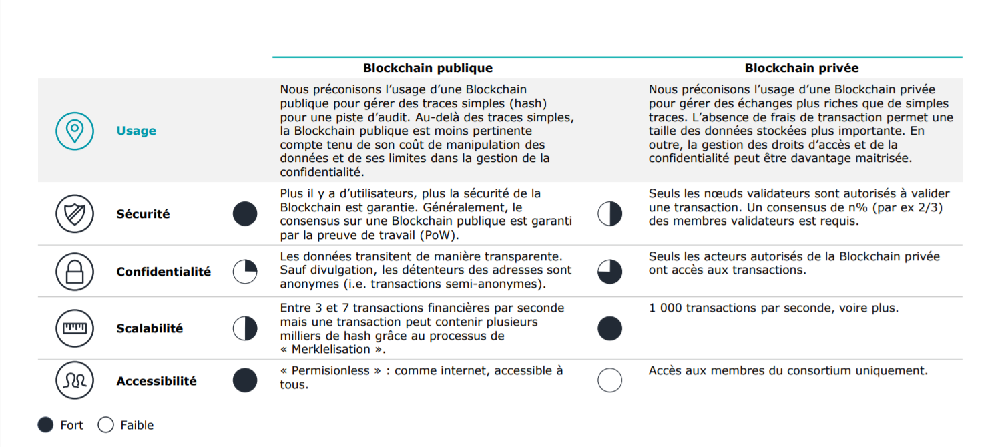 Blockchain publique
Blockchain privée
Usage
Nous préconisons l’usage d’une Blockchain
publique pour gérer des traces simples (hash)
pour une piste d’audit. Au-delà des traces simples,
la Blockchain publique est moins pertinente
compte tenu de son coût de manipulation des
données et de ses limites dans la gestion de la
confidentialité.
Nous préconisons l’usage d’une Blockchain privée
pour gérer des échanges plus riches que de simples
traces. L’absence de frais de transaction permet une
taille des données stockées plus importante. En
outre, la gestion des droits d’accès et de la
confidentialité peut être davantage maitrisée.
Sécurité
Plus il y a d’utilisateurs, plus la sécurité de la
Blockchain est garantie. Généralement, le
consensus sur une Blockchain publique est garanti
par la preuve de travail (PoW).
Seuls les nœuds validateurs sont autorisés à valider
une transaction. Un consensus de n% (par ex 2/3)
des membres validateurs est requis.
Confidentialité
Les données transitent de manière transparente.
Sauf divulgation, les détenteurs des adresses sont
anonymes (i.e. transactions semi-anonymes).
Seuls les acteurs autorisés de la Blockchain privée
ont accès aux transactions.
Scalabilité
Entre 3 et 7 transactions financières par seconde
mais une transaction peut contenir plusieurs
milliers de hash grâce au processus de
« Merklelisation ».
1 000 transactions par seconde, voire plus.
Accessibilité
« Permisionless » : comme internet, accessible à
tous.
Accès aux membres du consortium uniquement.
Fort
Faible